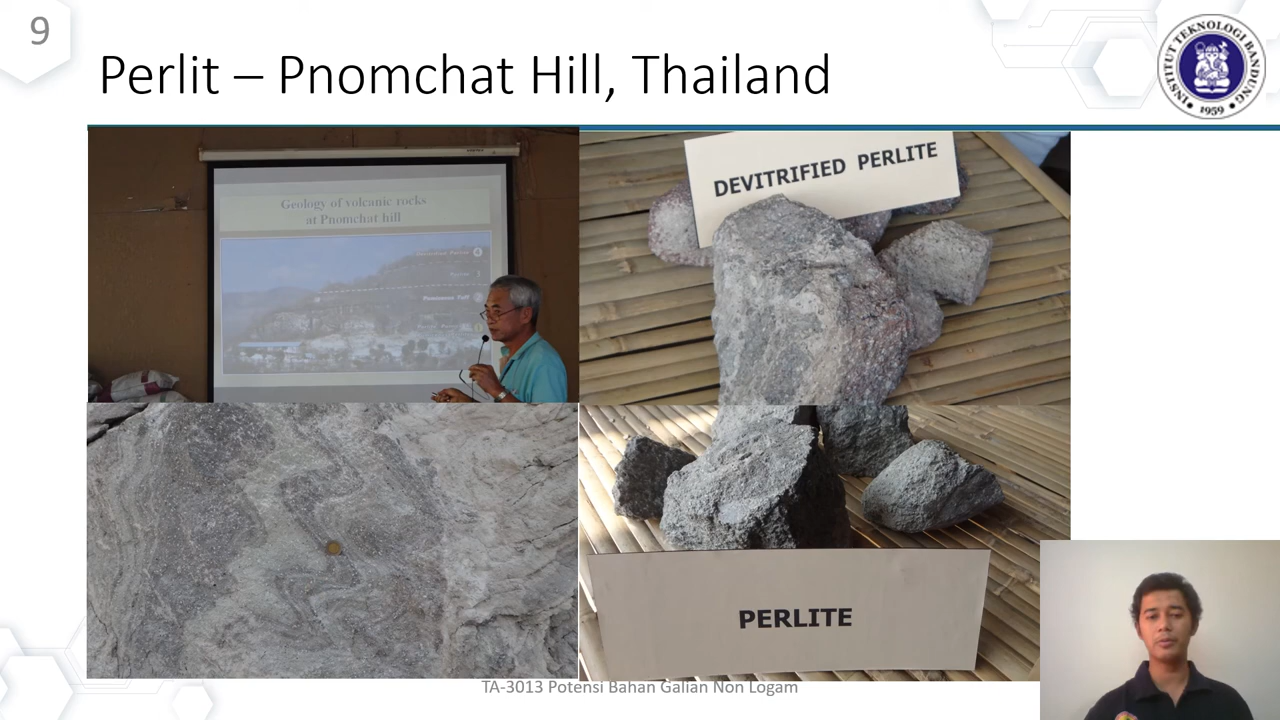 9
Perlit – Pnomchat Hill, Thailand
INSTITUT TEKNOLOGI BANDUNG
1959
Geology of volcanic rocks
at Pnomchat hill
DEVITRIFIED PERLITE
PERLITE
TA-3013 Potensi Bahan Galian Non Logam